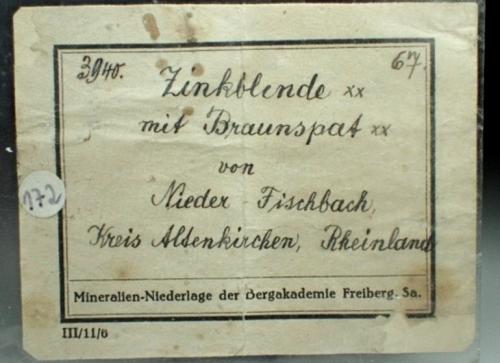 3940. 67.
Zinkblende xx
mit Braunspat xx
von
Nieder Fischbach,
Kreis Altenkirchen, Rheinland
172
Mineralien-Niederlage der Bergakademie Freiberg. Sa.
III/11/6